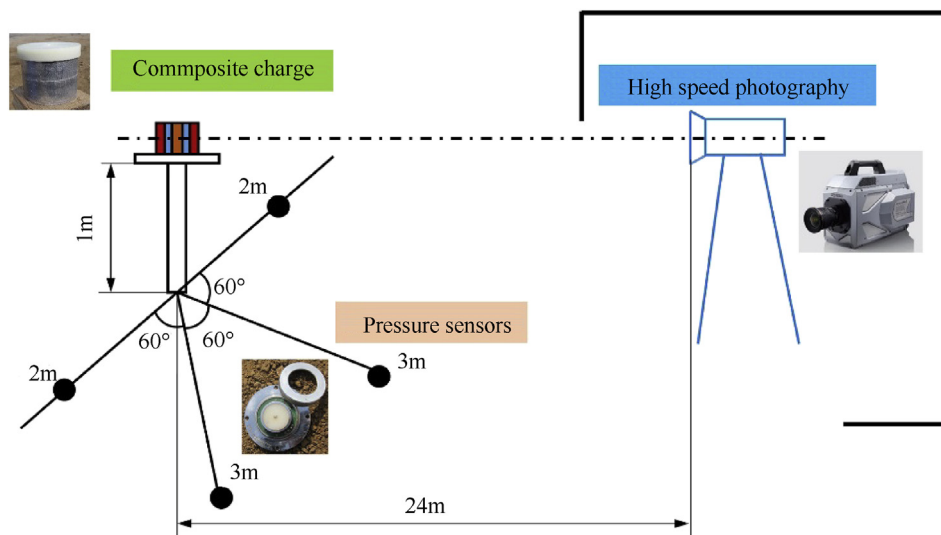 Commposite charge
High speed photography
2m
1m
60°
Pressure sensors
60°
60°
3m
2m
3m
24m